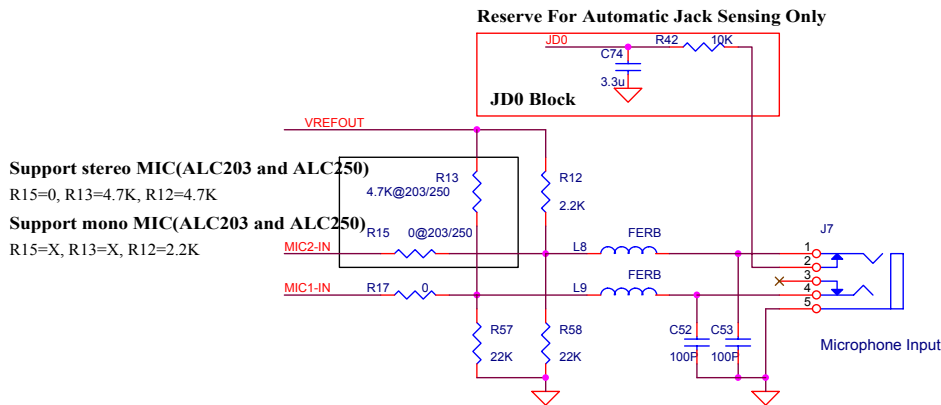 Reserve For Automatic Jack Sensing Only
JD0
R42
10K
C74
3.3u
JD0 Block
VREFOUT
Support stereo MIC(ALC203 and ALC250)
R15=0, R13=4.7K, R12=4.7K
Support mono MIC(ALC203 and ALC250)
R15=X, R13=X, R12=2.2K
R13
4.7K@203/250
R12
2.2K
R15
0@203/250
MIC2-IN
L8
FERB
J7
1
2
3
4
5
MIC1-IN
R17
0
L9
FERB
R57
22K
R58
22K
C52
100P
C53
100P
Microphone Input